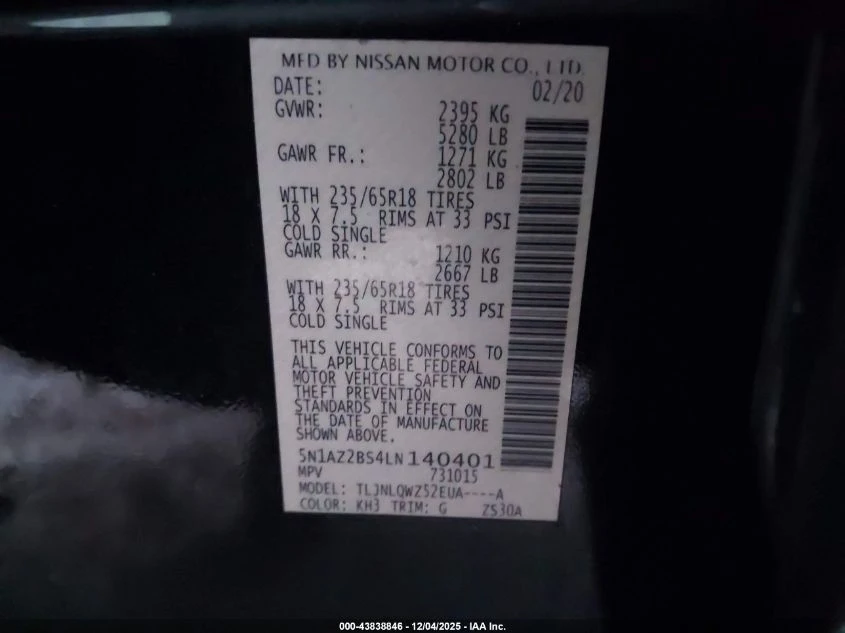 MFD BY NISSAN MOTOR CO., LTD.
DATE: 02/20
GVWR: 2395 KG
5280 LB
GAWR FR.: 1271 KG
2802 LB
WITH 235/65R18 TIRES
18 X 7.5 RIMS AT 33 PSI
COLD SINGLE
GAWR RR.: 1210 KG
2667 LB
WITH 235/65R18 TIRES
18 X 7.5 RIMS AT 33 PSI
COLD SINGLE
THIS VEHICLE CONFORMS TO
ALL APPLICABLE FEDERAL
MOTOR VEHICLE SAFETY AND
THEFT PREVENTION
STANDARDS IN EFFECT ON
THE DATE OF MANUFACTURE
SHOWN ABOVE.
5N1AZ2BS4LN140401
MPV 731015
MODEL: TLJNLQWZ52EUA----A
COLOR: KH3 TRIM: G ZS30A
000-43838846 - 12/04/2025 - IAA Inc.